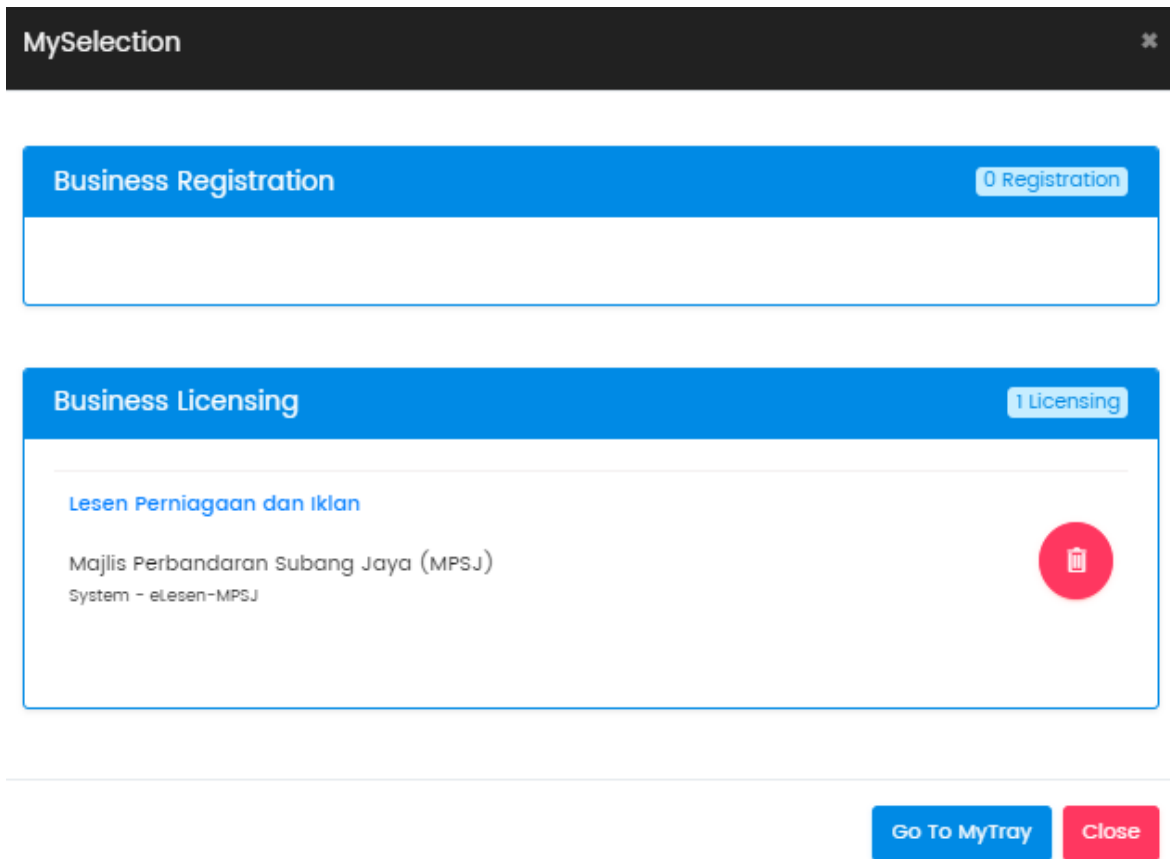 MySelection
Business Registration
0 Registration
Business Licensing
1 Licensing
Lesen Perniagaan dan Iklan
Majlis Perbandaran Subang Jaya (MPSJ)
System - eLesen-MPSJ
Go To MyTray
Close